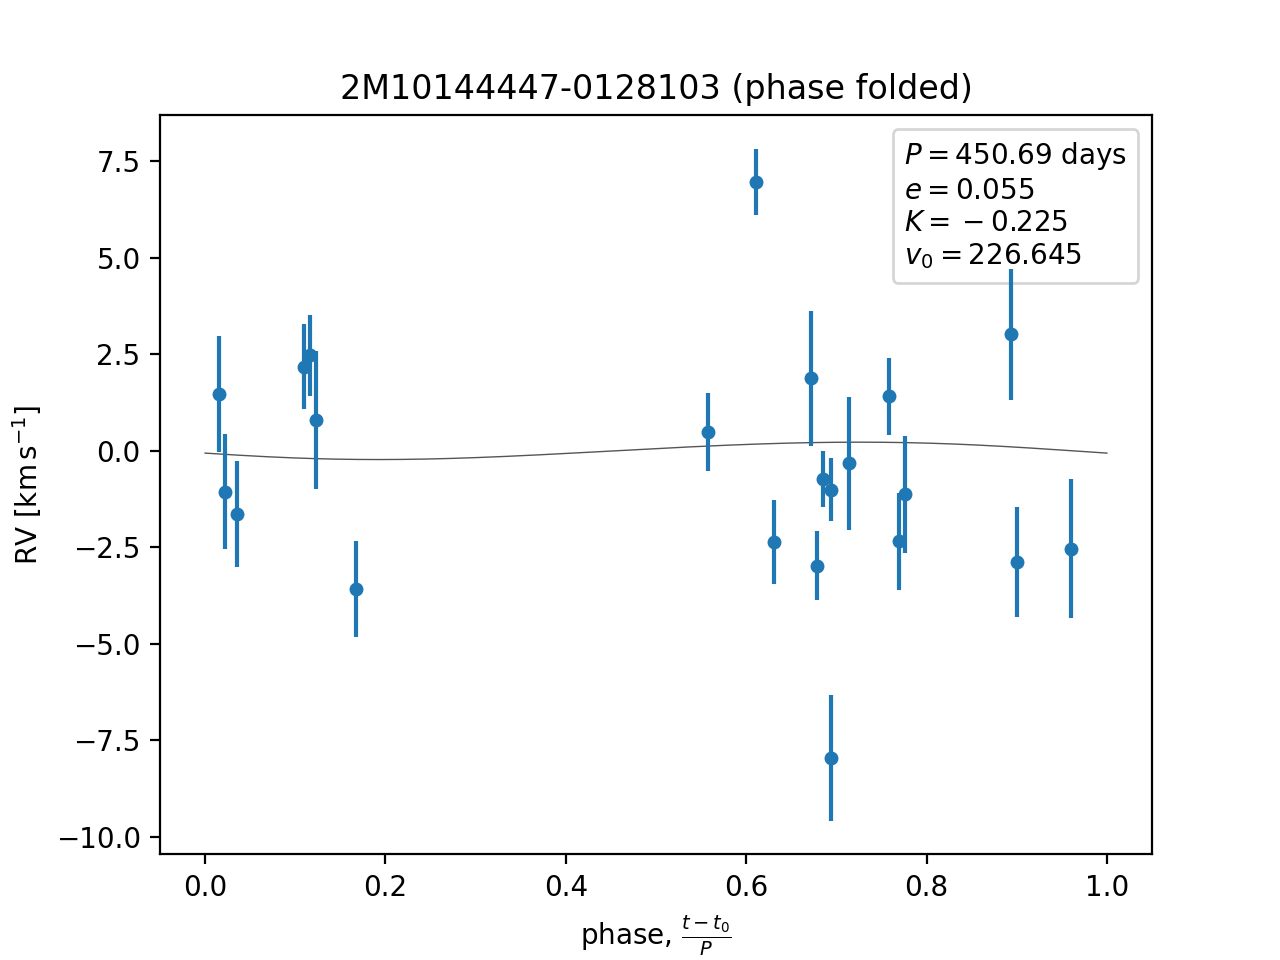 2M10144447-0128103 (phase folded)
P = 450.69 days
e = 0.055
K = −0.225
v₀ = 226.645
RV [km s⁻¹]
7.5
5.0
2.5
0.0
−2.5
−5.0
−7.5
−10.0
0.0 0.2 0.4 0.6 0.8 1.0
phase, (t − t₀)/P